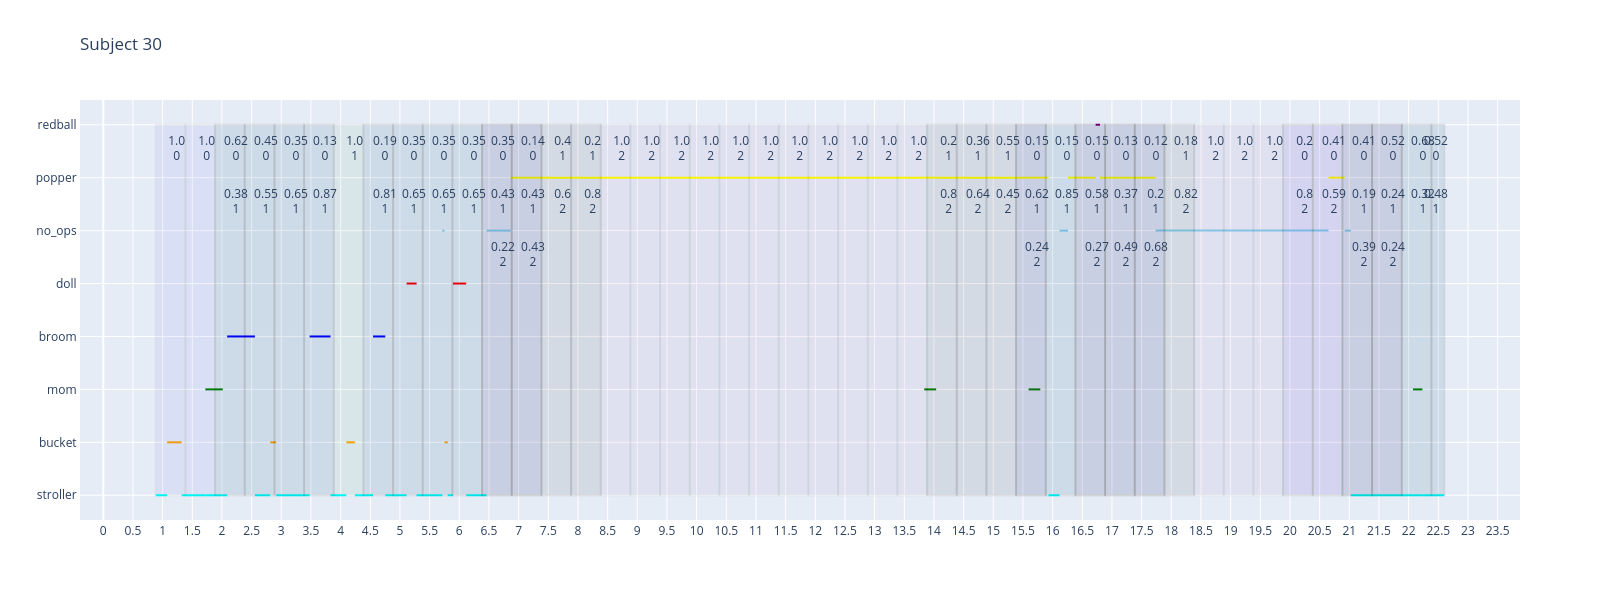 Subject 30
redball
1.0 1.0 0.62 0.45 0.35 0.13 1.0 0.19 0.35 0.35 0.35 0.35 0.14 0.4 0.2 1.0 1.0 1.0 1.0 1.0 1.0 1.0 1.0 1.0 1.0 1.0 0.2 0.36 0.55 0.15 0.15 0.15 0.13 0.12 0.18 1.0 1.0 1.0 0.2 0.41 0.41 0.52 0.68 0.52
0 0 0 0 0 0 1 0 0 0 0 0 0 1 1 2 2 2 2 2 2 2 2 2 2 2 1 1 1 0 0 0 0 0 1 2 2 2 0 0 0 0 0 0
popper
0.38 0.55 0.65 0.87 0.81 0.65 0.65 0.65 0.43 0.43 0.6 0.8 0.8 0.64 0.45 0.62 0.85 0.58 0.37 0.2 0.82 0.8 0.59 0.19 0.24 0.32 0.48
1 1 1 1 1 1 1 1 1 1 2 2 2 2 2 1 1 1 1 1 2 2 2 1 1 1 1
no_ops
0.22 0.43 0.24 0.27 0.49 0.68 0.39 0.24
2 2 2 2 2 2 2 2
doll
broom
mom
bucket
stroller
0 0.5 1 1.5 2 2.5 3 3.5 4 4.5 5 5.5 6 6.5 7 7.5 8 8.5 9 9.5 10 10.5 11 11.5 12 12.5 13 13.5 14 14.5 15 15.5 16 16.5 17 17.5 18 18.5 19 19.5 20 20.5 21 21.5 22 22.5 23 23.5